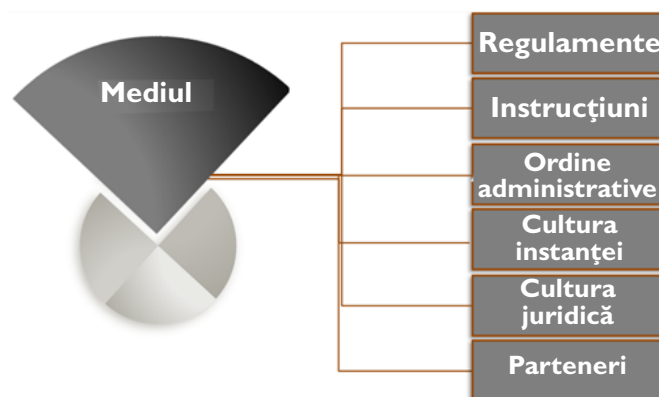 Mediul
Regulamente
Instrucțiuni
Ordine
administrative
Cultura
instanței
Cultura
juridică
Parteneri